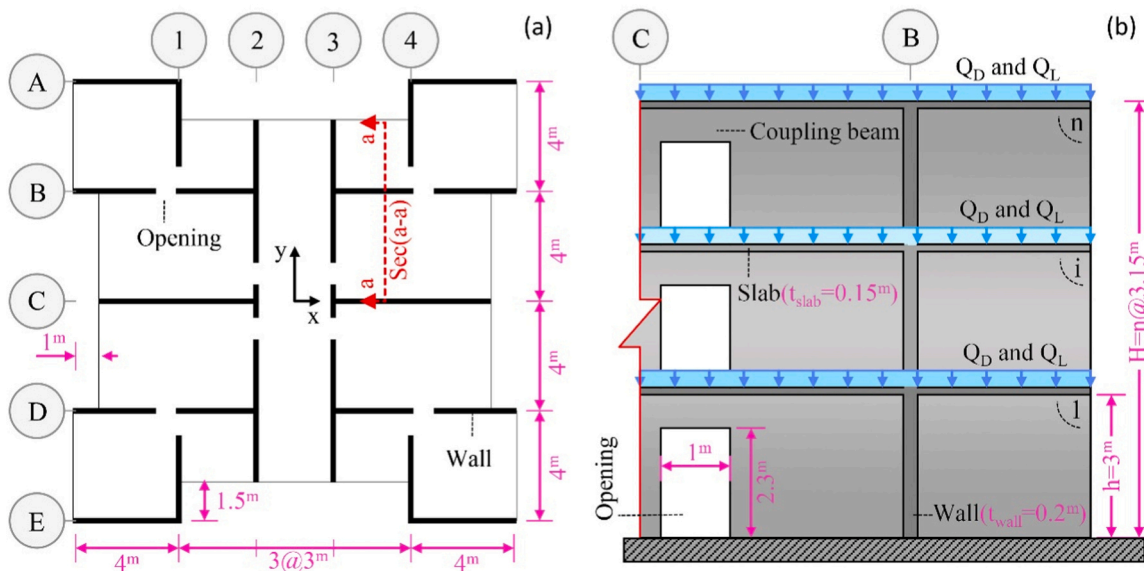 (a)
1 2 3 4
A
B
C
D
E
4m
4m
4m
4m
a
Sec(a-a)
a
Opening
y
x
1m
Wall
1.5m
4m
3@3m
4m
(b)
C
B
QD and QL
Coupling beam
n
QD and QL
Slab(tslab=0.15m)
i
QD and QL
1
Opening
1m
2.3m
Wall(twall=0.2m)
h=3m
H=n@3.15m